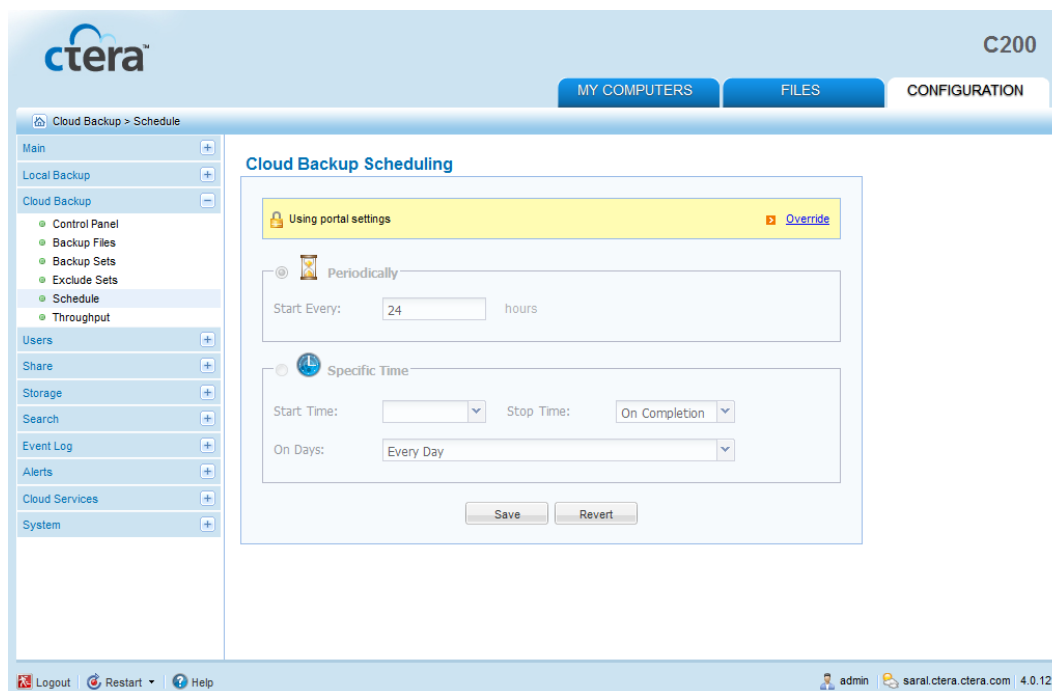 ctera™
C200
MY COMPUTERS
FILES
CONFIGURATION
Cloud Backup > Schedule
Main
Local Backup
Cloud Backup
Control Panel
Backup Files
Backup Sets
Exclude Sets
Schedule
Throughput
Users
Share
Storage
Search
Event Log
Alerts
Cloud Services
System
Cloud Backup Scheduling
Using portal settings
Override
Periodically
Start Every: 24 hours
Specific Time
Start Time: Stop Time: On Completion
On Days: Every Day
Save Revert
Logout Restart Help
admin saral.ctera.ctera.com 4.0.12